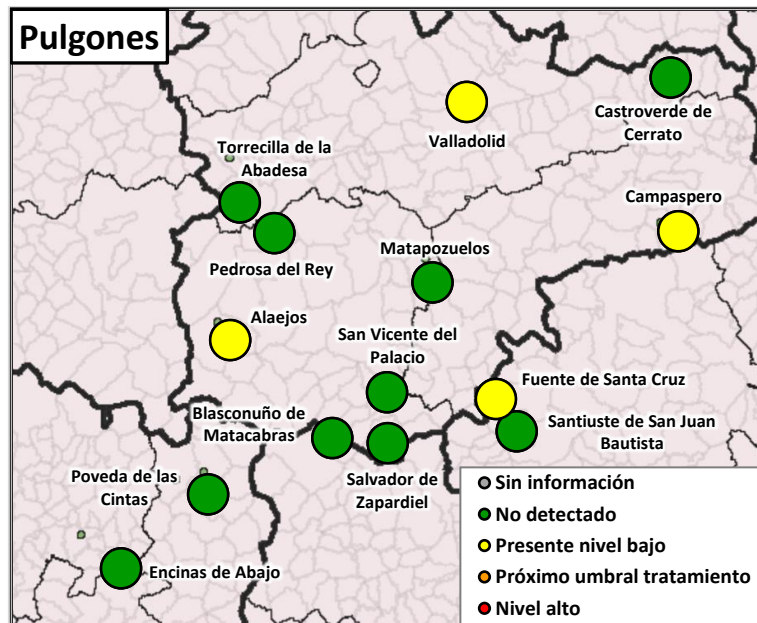 Pulgones
Castroverde de
Cerrato
Valladolid
Torrecilla de la
Abadesa
Campaspero
Pedrosa del Rey
Matapozuelos
Alaejos
San Vicente del
Palacio
Fuente de Santa Cruz
Blasconuño de
Matacabras
Santiuste de San Juan
Bautista
Poveda de las
Cintas
Salvador de
Zapardiel
Encinas de Abajo
Sin información
No detectado
Presente nivel bajo
Próximo umbral tratamiento
Nivel alto